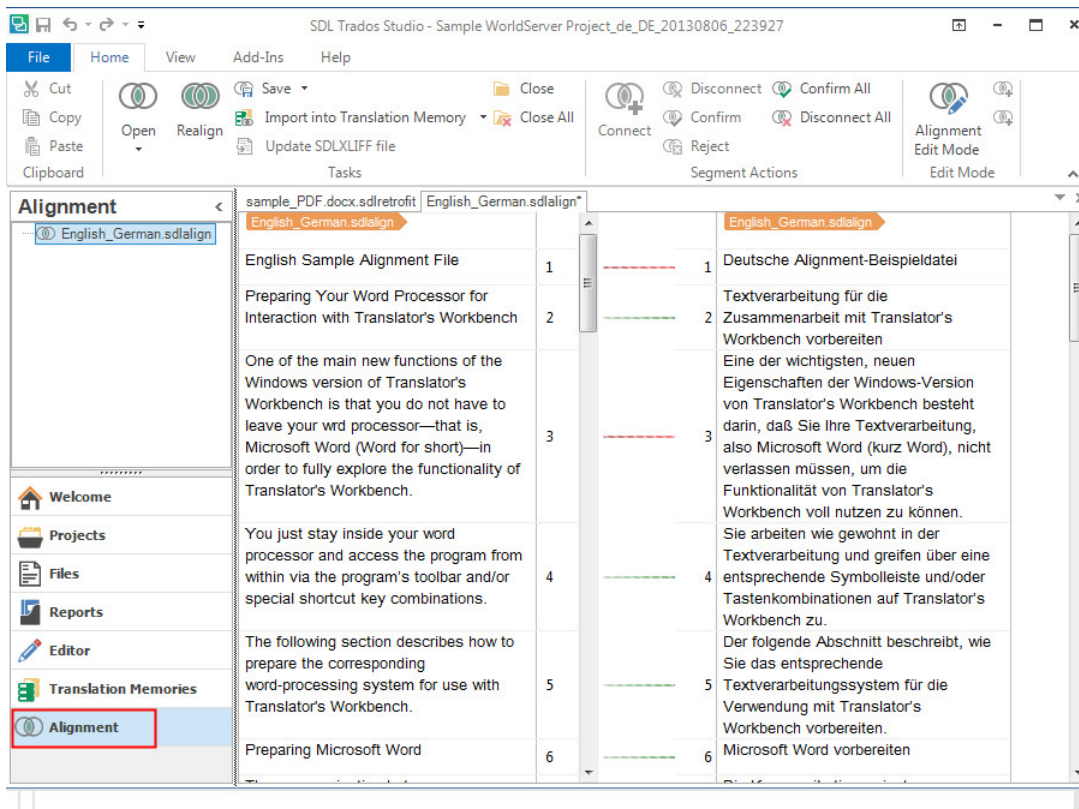 SDL Trados Studio - Sample WorldServer Project_de_DE_20130806_223927
File Home View Add-Ins Help
Cut
Copy
Paste
Clipboard
Open
Realign
Save
Import into Translation Memory
Update SDLXLIFF file
Close
Close All
Tasks
Connect
Disconnect
Confirm
Reject
Confirm All
Disconnect All
Segment Actions
Alignment
Edit Mode
Edit Mode
Alignment
English_German.sdlalign
Welcome
Projects
Files
Reports
Editor
Translation Memories
Alignment
sample_PDF.docx.sdlretrofit English_German.sdlalign*
English_German.sdlalign
English_German.sdlalign
English Sample Alignment File
1
1
Deutsche Alignment-Beispieldatei
Preparing Your Word Processor for
Interaction with Translator's Workbench
2
2
Textverarbeitung für die
Zusammenarbeit mit Translator's
Workbench vorbereiten
One of the main new functions of the
Windows version of Translator's
Workbench is that you do not have to
leave your wrd processor—that is,
Microsoft Word (Word for short)—in
order to fully explore the functionality of
Translator's Workbench.
3
3
Eine der wichtigsten, neuen
Eigenschaften der Windows-Version
von Translator's Workbench besteht
darin, daß Sie Ihre Textverarbeitung,
also Microsoft Word (kurz Word), nicht
verlassen müssen, um die
Funktionalität von Translator's
Workbench voll nutzen zu können.
You just stay inside your word
processor and access the program from
within via the program's toolbar and/or
special shortcut key combinations.
4
4
Sie arbeiten wie gewohnt in der
Textverarbeitung und greifen über eine
entsprechende Symbolleiste und/oder
Tastenkombinationen auf Translator's
Workbench zu.
The following section describes how to
prepare the corresponding
word-processing system for use with
Translator's Workbench.
5
5
Der folgende Abschnitt beschreibt, wie
Sie das entsprechende
Textverarbeitungssystem für die
Verwendung mit Translator's
Workbench vorbereiten.
Preparing Microsoft Word
6
6
Microsoft Word vorbereiten